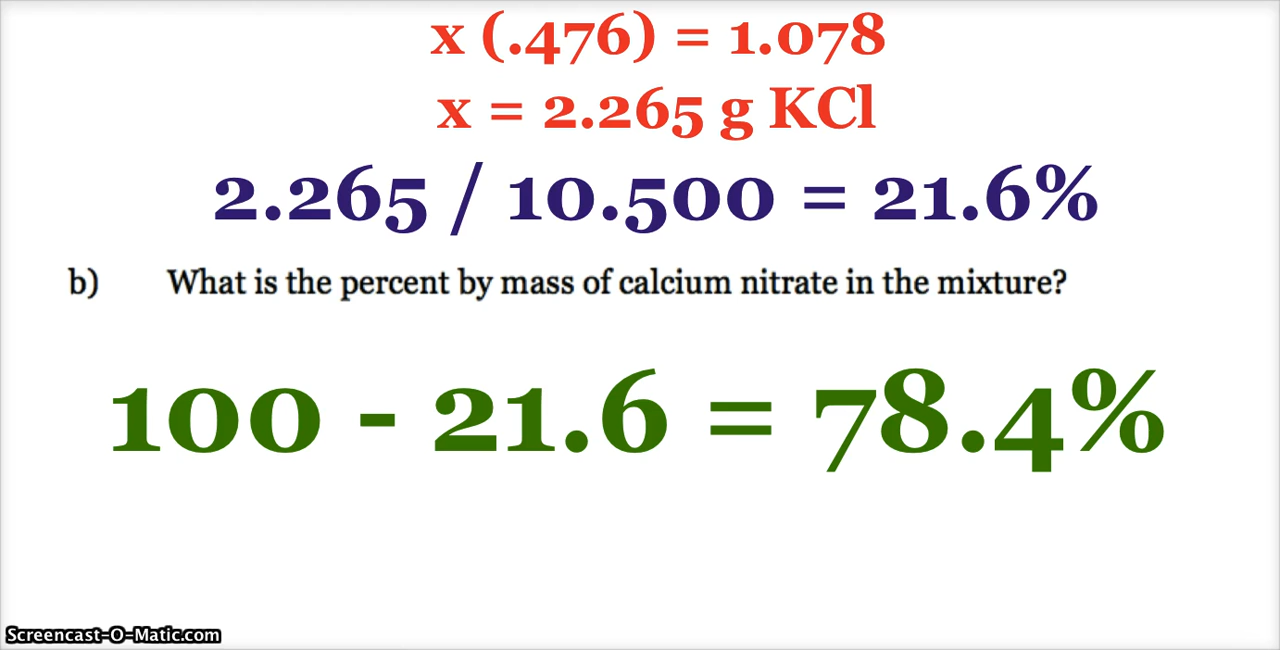 x (.476) = 1.078
x = 2.265 g KCl
2.265 / 10.500 = 21.6%
b) What is the percent by mass of calcium nitrate in the mixture?
100 - 21.6 = 78.4%
Screencast-O-Matic.com